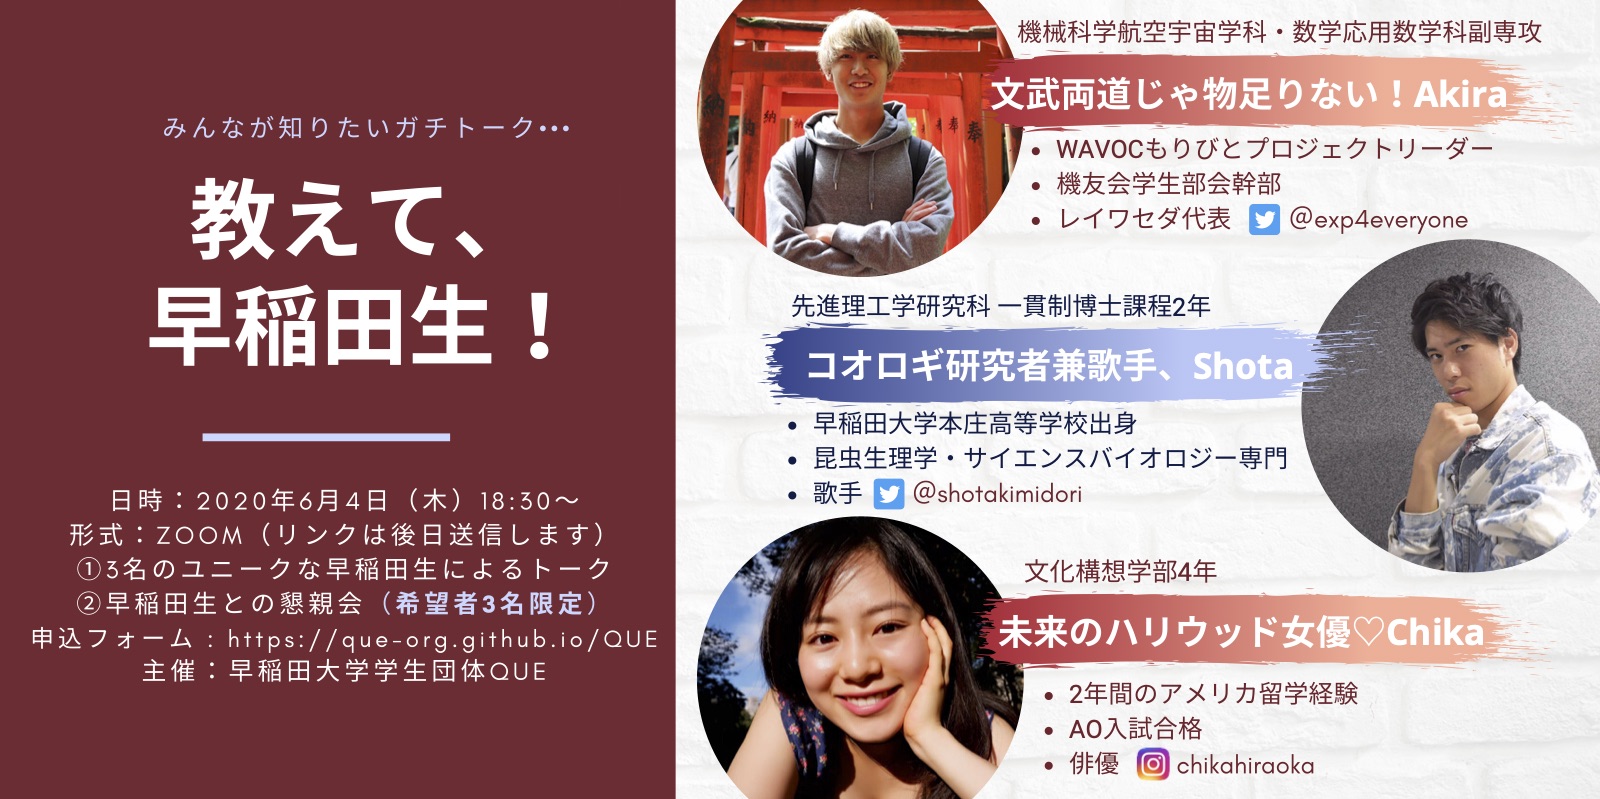 みんなが知りたいガチトーク•••
教えて、
早稲田生！
日時：2020年6月4日（木）18:30～
形式：ZOOM（リンクは後日送信します）
①3名のユニークな早稲田生によるトーク
②早稲田生との懇親会（希望者3名限定）
申込フォーム : https://que-org.github.io/QUE
主催：早稲田大学学生団体QUE
機械科学航空宇宙学科・数学応用数学科副専攻
文武両道じゃ物足りない！Akira
• WAVOCもりびとプロジェクトリーダー
• 機友会学生部会幹部
• レイワセダ代表 @exp4everyone
先進理工学研究科 一貫制博士課程2年
コオロギ研究者兼歌手、Shota
• 早稲田大学本庄高等学校出身
• 昆虫生理学・サイエンスバイオロジー専門
• 歌手 @shotakimidori
文化構想学部4年
未来のハリウッド女優♡Chika
• 2年間のアメリカ留学経験
• AO入試合格
• 俳優 chikahiraoka
納
納
納
奉
奉